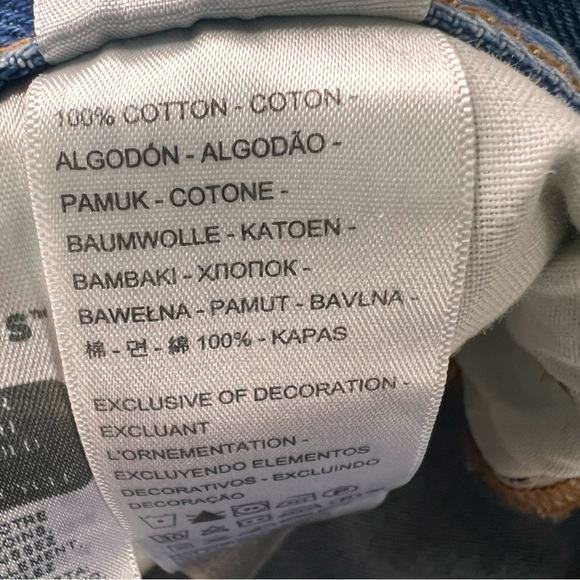 100% COTTON - COTON -
ALGODÓN - ALGODÃO -
PAMUK - COTONE -
BAUMWOLLE - KATOEN -
BAMBAKI - ХЛОПОК -
BAWEŁNA - PAMUT - BAVLNA -
棉 - 면 - 綿 100% - KAPAS
EXCLUSIVE OF DECORATION -
EXCLUANT
L'ORNEMENTATION -
EXCLUYENDO ELEMENTOS
DECORATIVOS - EXCLUINDO
DECORAÇÃO
S™